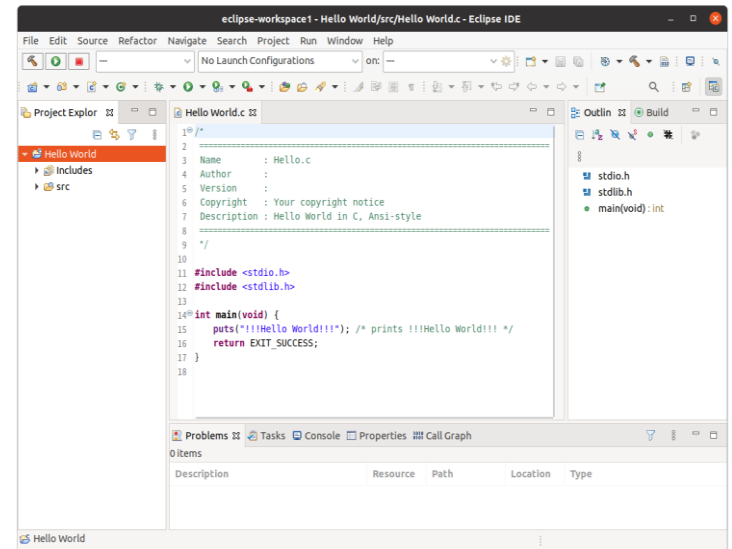 eclipse-workspace1 - Hello World/src/Hello World.c - Eclipse IDE
File Edit Source Refactor Navigate Search Project Run Window Help
— No Launch Configurations on: —
Project Explor
Hello World
Includes
src
Hello World.c
1 /*
2 ============================================================================
3 Name : Hello.c
4 Author :
5 Version :
6 Copyright : Your copyright notice
7 Description : Hello World in C, Ansi-style
8 ============================================================================
9 */
10
11 #include <stdio.h>
12 #include <stdlib.h>
13
14 int main(void) {
15 puts("!!!Hello World!!!"); /* prints !!!Hello World!!! */
16 return EXIT_SUCCESS;
17 }
18
Outlin Build
stdio.h
stdlib.h
main(void) : int
Problems Tasks Console Properties Call Graph
0 items
Description Resource Path Location Type
Hello World